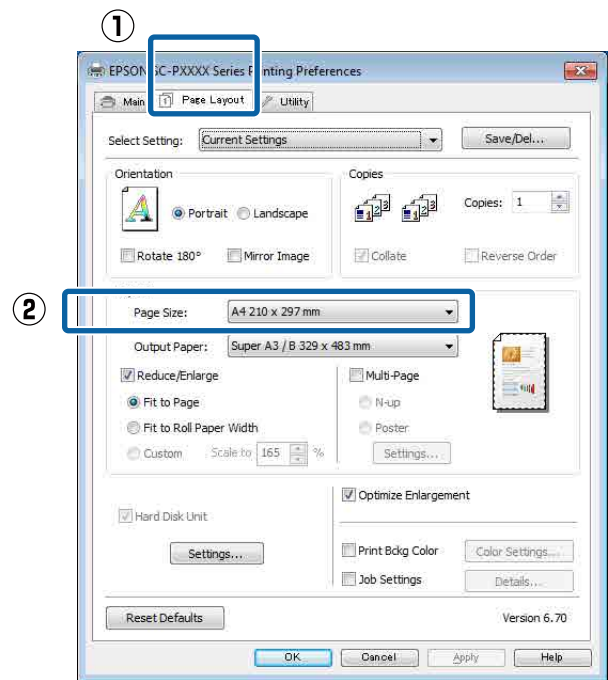 ①
EPSON SC-PXXXX Series Printing Preferences
Main Page Layout Utility
Select Setting: Current Settings Save/Del...
Orientation Copies
Portrait Landscape Copies: 1
Rotate 180° Mirror Image Collate Reverse Order
②
Page Size: A4 210 x 297 mm
Output Paper: Super A3 / B 329 x 483 mm
Reduce/Enlarge Multi-Page
Fit to Page N-up
Fit to Roll Paper Width Poster
Custom Scale to 165 % Settings...
Optimize Enlargement
Hard Disk Unit
Settings... Print Bckg Color Color Settings...
Job Settings Details...
Reset Defaults Version 6.70
OK Cancel Apply Help